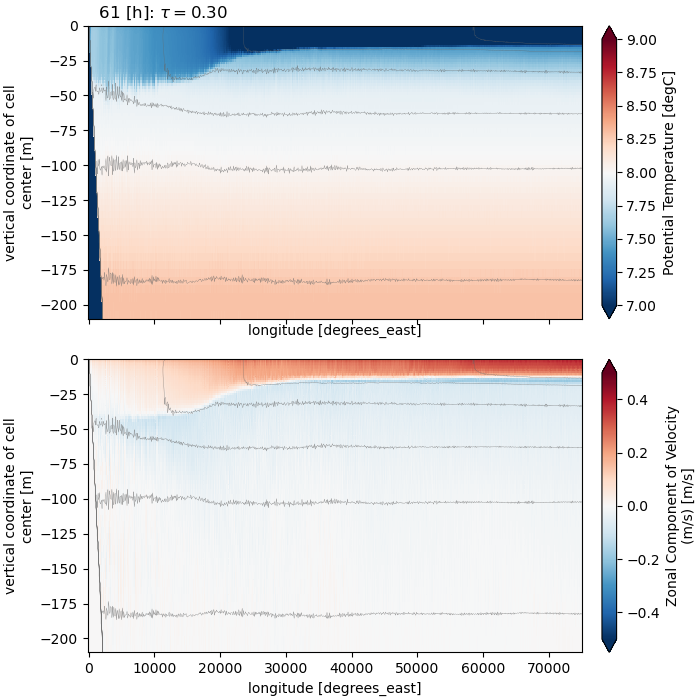 61 [h]: τ = 0.30
0
−25
−50
−75
−100
−125
−150
−175
−200
vertical coordinate of cell
center [m]
longitude [degrees_east]
9.00
8.75
8.50
8.25
8.00
7.75
7.50
7.25
7.00
Potential Temperature [degC]
0
−25
−50
−75
−100
−125
−150
−175
−200
vertical coordinate of cell
center [m]
0 10000 20000 30000 40000 50000 60000 70000
longitude [degrees_east]
0.4
0.2
0.0
−0.2
−0.4
Zonal Component of Velocity
(m/s) [m/s]